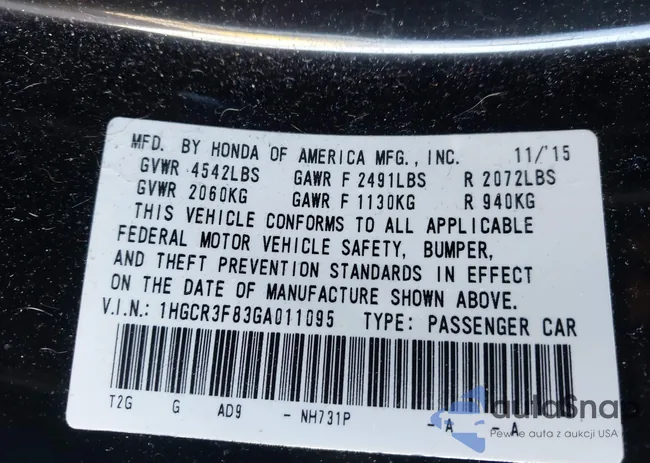 MFD. BY HONDA OF AMERICA MFG., INC. 11/'15
GVWR 4542LBS GAWR F 2491LBS R 2072LBS
GVWR 2060KG GAWR F 1130KG R 940KG
THIS VEHICLE CONFORMS TO ALL APPLICABLE
FEDERAL MOTOR VEHICLE SAFETY, BUMPER,
AND THEFT PREVENTION STANDARDS IN EFFECT
ON THE DATE OF MANUFACTURE SHOWN ABOVE.
V.I.N.: 1HGCR3F83GA011095 TYPE: PASSENGER CAR
T2G G AD9 - NH731P - A - A
autoSnap
Pewne auta z aukcji USA